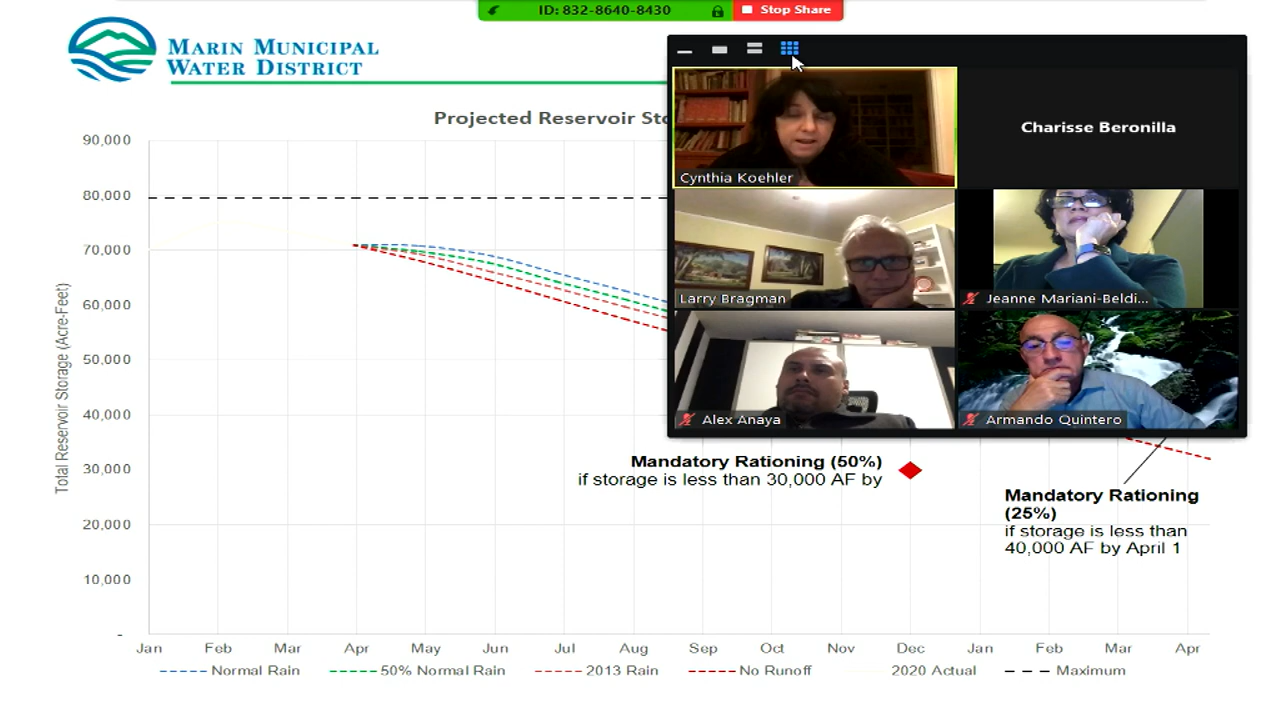 ID: 832-8640-8430
Stop Share
MARIN MUNICIPAL
WATER DISTRICT
Projected Reservoir
Cynthia Koehler
Charisse Beronilla
Larry Bragman
Jeanne Mariani-Beldi...
Alex Anaya
Armando Quintero
Total Reservoir Storage (Acre-Feet)
90,000
80,000
70,000
60,000
50,000
40,000
30,000
20,000
10,000
-
Mandatory Rationing (50%)
if storage is less than 30,000 AF by
Mandatory Rationing
(25%)
if storage is less than
40,000 AF by April 1
Jan Feb Mar Apr May Jun Jul Aug Sep Oct Nov Dec Jan Feb Mar Apr
Normal Rain 50% Normal Rain 2013 Rain No Runoff 2020 Actual Maximum